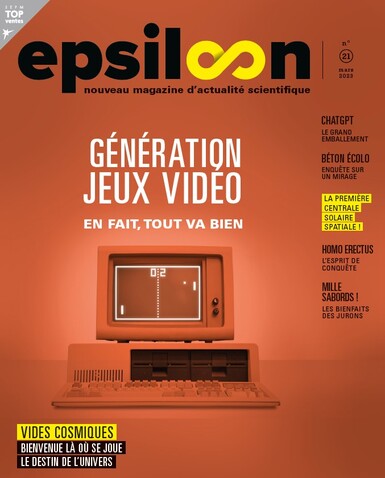 JETM
TOP
ventes
epsiloon
nouveau magazine d'actualité scientifique
n°
21
mars
2023
GÉNÉRATION
JEUX VIDÉO
EN FAIT, TOUT VA BIEN
CHATGPT
LE GRAND
EMBALLEMENT
BÉTON ÉCOLO
ENQUÊTE SUR
UN MIRAGE
LA PREMIÈRE
CENTRALE
SOLAIRE
SPATIALE !
HOMO ERECTUS
L'ESPRIT DE
CONQUÊTE
MILLE
SABORDS !
LES BIENFAITS
DES JURONS
0 2
VIDES COSMIQUES
BIENVENUE LÀ OÙ SE JOUE
LE DESTIN DE L'UNIVERS